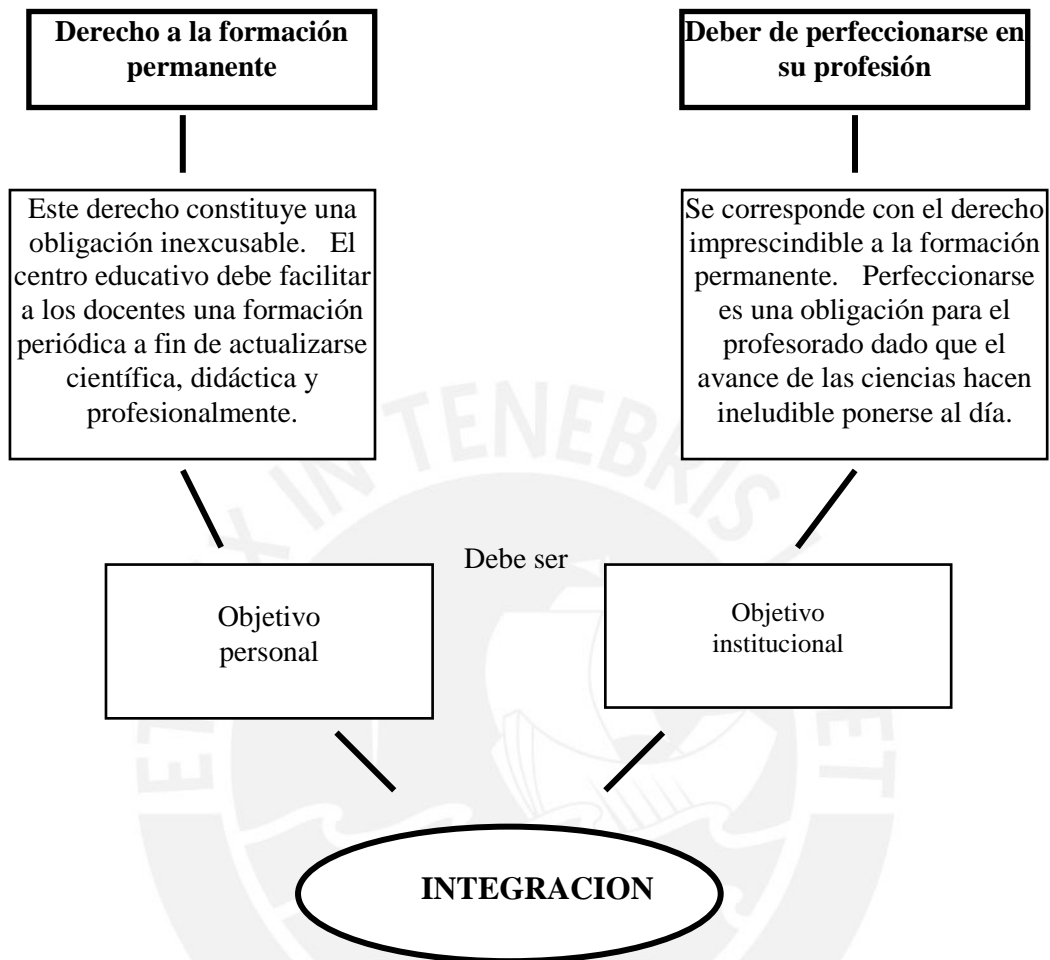 Derecho a la formación
permanente
Deber de perfeccionarse en
su profesión
Este derecho constituye una
obligación inexcusable. El
centro educativo debe facilitar
a los docentes una formación
periódica a fin de actualizarse
científica, didáctica y
profesionalmente.
Se corresponde con el derecho
imprescindible a la formación
permanente. Perfeccionarse
es una obligación para el
profesorado dado que el
avance de las ciencias hacen
ineludible ponerse al día.
TENEBRIS
Debe ser
Objetivo
personal
Objetivo
institucional
INTEGRACION